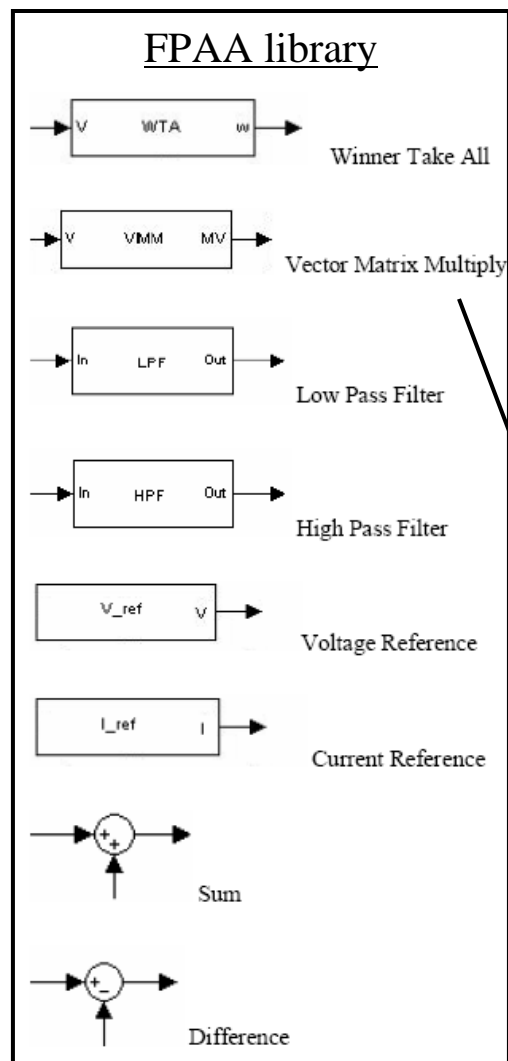 FPAA library
V WTA w
Winner Take All
V VMM MV
Vector Matrix Multiply
In LPF Out
Low Pass Filter
In HPF Out
High Pass Filter
V_ref V
Voltage Reference
I_ref I
Current Reference
+ +
Sum
+ -
Difference